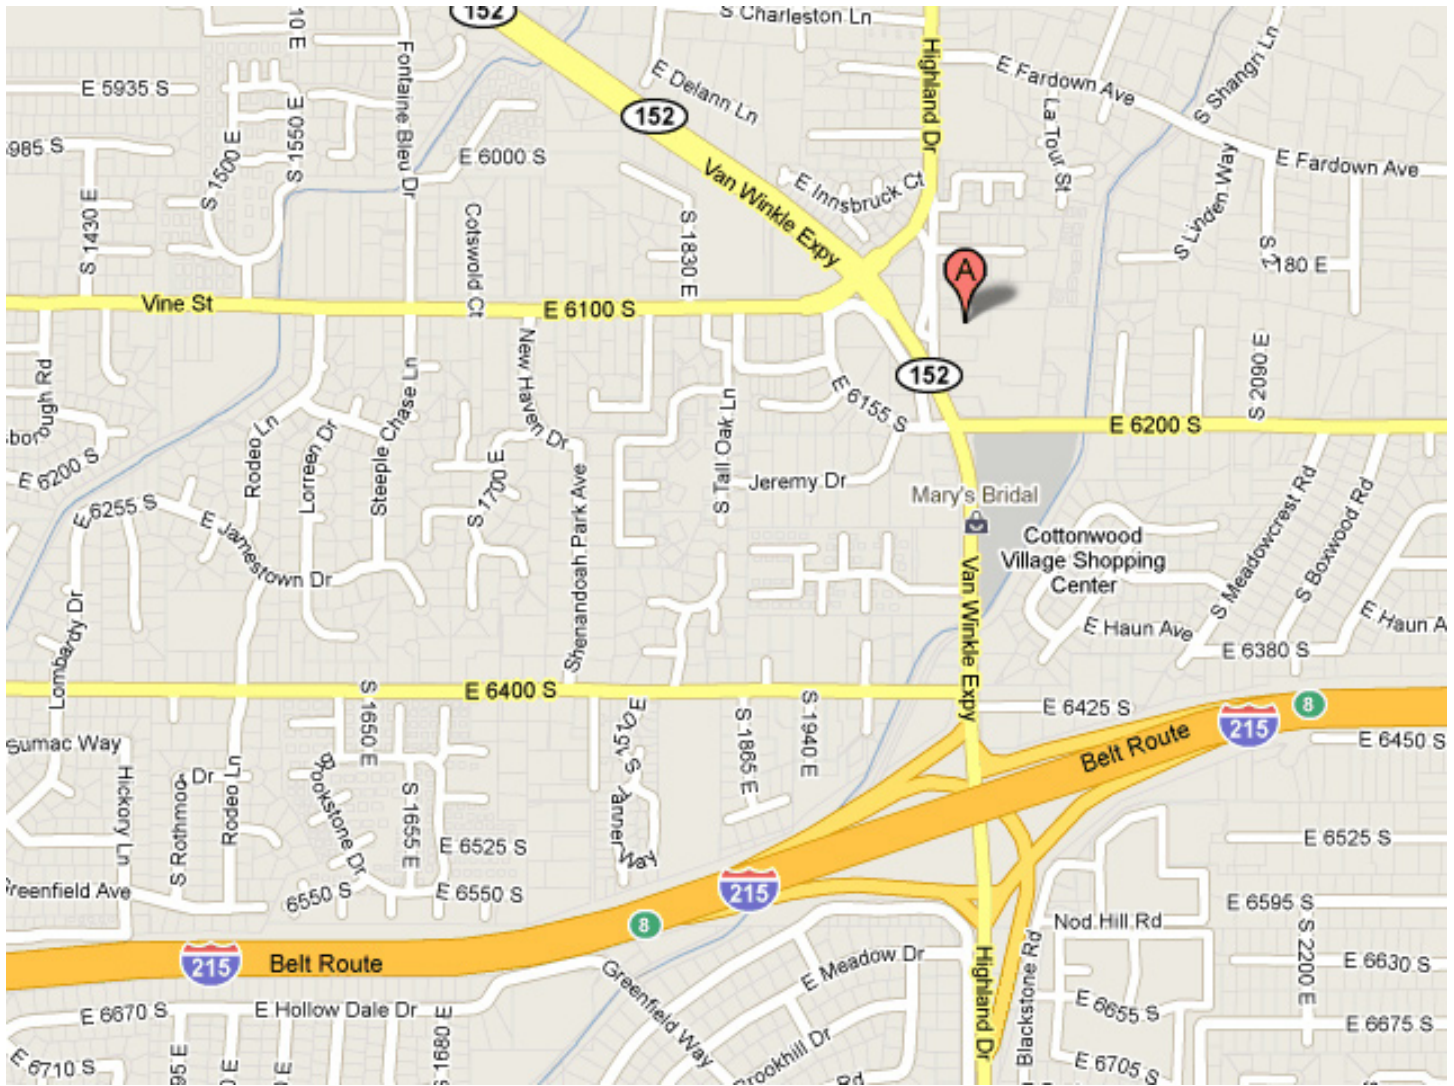 152
S Charleston Ln
Highland Dr
E Fardown Ave
S Shangri Ln
Fontaine Bleu Dr
E 5935 S
E Delann Ln
La Tour St
S 1550 E
152
S 1500 E
E 6000 S
S Linden Way
E Fardown Ave
Van Winkle Expy
E Innsbruck Ct
S 1430 E
Cotswold Ct
S 1830 E
180 E
A
Vine St
E 6100 S
New Haven Dr
S 2090 E
152
E 6155 S
Steeple Chase Ln
S Tall Oak Ln
E 6200 S
Rodeo Ln
Lorreen Dr
E 6200 S
S 1700 E
Jeremy Dr
Mary's Bridal
E 6255 S
Shenandoah Park Ave
S Meadowcrest Rd
S Boxwood Rd
E Jamestown Dr
Cottonwood
Village Shopping
Center
Van Winkle Expy
Lombardy Dr
E Haun Ave
E Haun A
E 6380 S
E 6400 S
S 1650 E
S 1865 E
S 1940 E
E 6425 S
8
215
Belt Route
E 6450 S
Sumac Way
Hickory Ln
Dr
S Rothmoo
Rodeo Ln
Brookstone Dr
S 1655 E
E 6525 S
E 6525 S
Way
215
reenfield Ave
6550 S
E 6550 S
8
E 6595 S
Nod Hill Rd
S 2200 E
215
Belt Route
Greenfield Way
E Meadow Dr
Highland Dr
Blackstone Rd
E 6630 S
E 6670 S
E Hollow Dale Dr
S 1680 E
E 6655 S
E 6675 S
E 6710 S
95 E
Brookhill Dr
Rd
E 6705 S